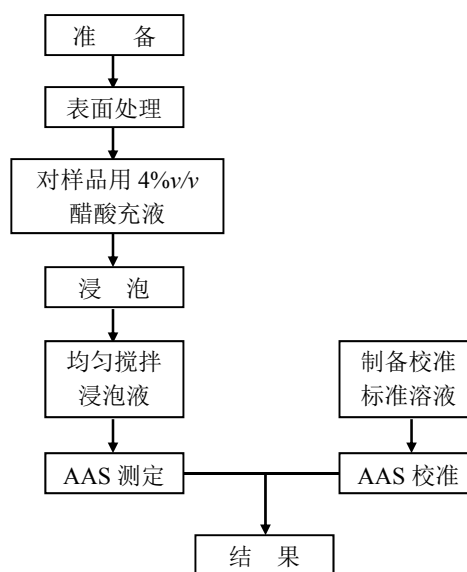 准 备
表面处理
对样品用 4%v/v
醋酸充液
浸 泡
均匀搅拌
浸泡液
制备校准
标准溶液
AAS 测定
AAS 校准
结 果